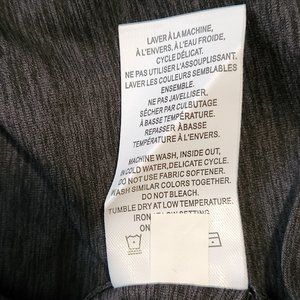 LAVER À LA MACHINE,
À L'ENVERS, À L'EAU FROIDE,
CYCLE DÉLICAT.
NE PAS UTILISER L'ASSOUPLISSANT.
LAVER LES COULEURS SEMBLABLES
ENSEMBLE.
NE PAS JAVELLISER,
SÉCHER PAR CULBUTAGE
À BASSE TEMPÉRATURE.
REPASSER À BASSE
TEMPÉRATURE À L'ENVERS.
MACHINE WASH, INSIDE OUT,
IN COLD WATER, DELICATE CYCLE.
DO NOT USE FABRIC SOFTENER.
WASH SIMILAR COLORS TOGETHER.
DO NOT BLEACH.
TUMBLE DRY AT LOW TEMPERATURE.
IRON SETTING